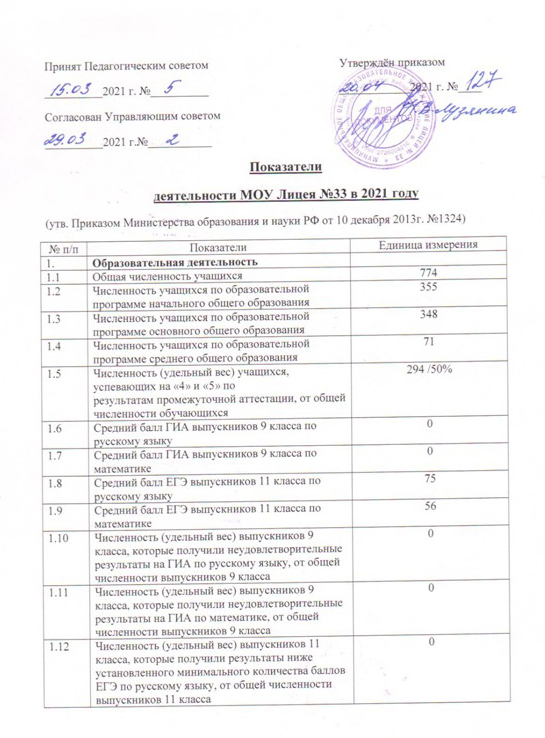 Принят Педагогическим советом
15.03 2021 г. № 5
Согласован Управляющим советом
29.03 2021 г.№ 2
Утверждён приказом
20.04 2021 г. № 127
К.В. Лузянина
ДЛЯ
ДОКУМЕНТОВ
Показатели
деятельности МОУ Лицея №33 в 2021 году
(утв. Приказом Министерства образования и науки РФ от 10 декабря 2013г. №1324)
№ п/п Показатели Единица измерения
1. Образовательная деятельность
1.1 Общая численность учащихся 774
1.2 Численность учащихся по образовательной 355
программе начального общего образования
1.3 Численность учащихся по образовательной 348
программе основного общего образования
1.4 Численность учащихся по образовательной 71
программе среднего общего образования
1.5 Численность (удельный вес) учащихся, 294 /50%
успевающих на «4» и «5» по
результатам промежуточной аттестации, от общей
численности обучающихся
1.6 Средний балл ГИА выпускников 9 класса по 0
русскому языку
1.7 Средний балл ГИА выпускников 9 класса по 0
математике
1.8 Средний балл ЕГЭ выпускников 11 класса по 75
русскому языку
1.9 Средний балл ЕГЭ выпускников 11 класса по 56
математике
1.10 Численность (удельный вес) выпускников 9 0
класса, которые получили неудовлетворительные
результаты на ГИА по русскому языку, от общей
численности выпускников 9 класса
1.11 Численность (удельный вес) выпускников 9 0
класса, которые получили неудовлетворительные
результаты на ГИА по математике, от общей
численности выпускников 9 класса
1.12 Численность (удельный вес) выпускников 11 0
класса, которые получили результаты ниже
установленного минимального количества баллов
ЕГЭ по русскому языку, от общей численности
выпускников 11 класса